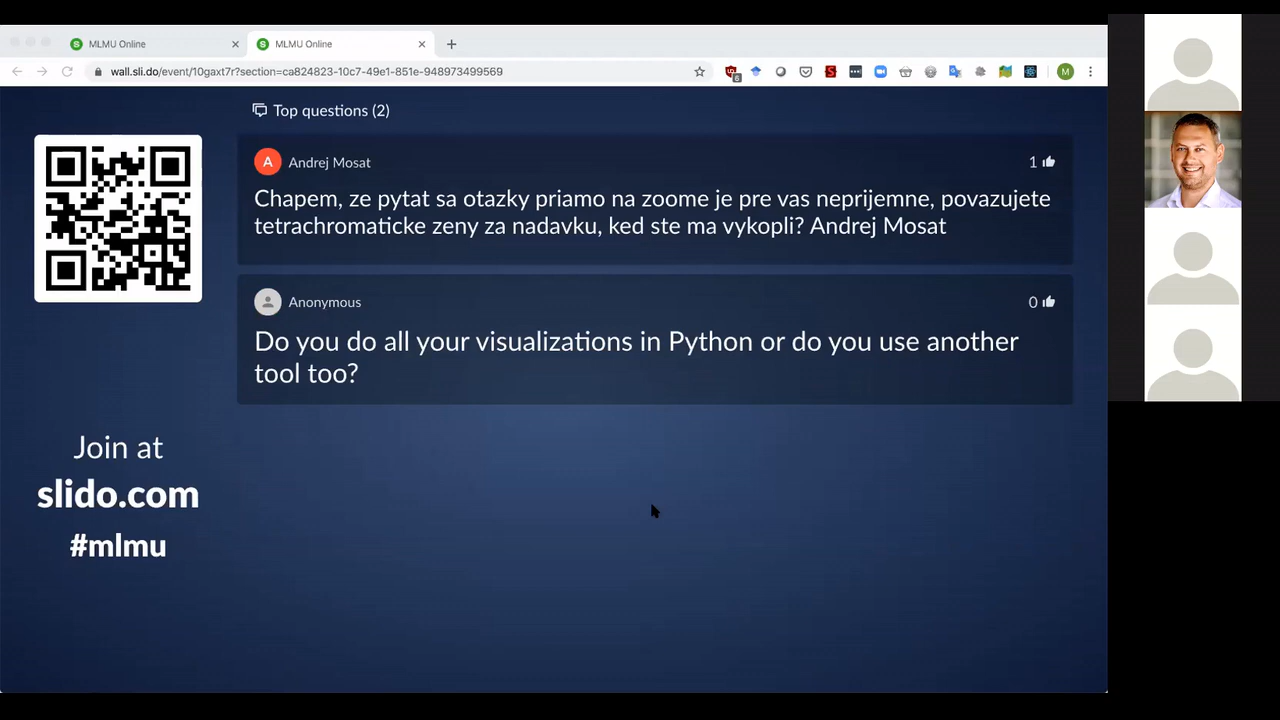 MLMU Online
MLMU Online
wall.sli.do/event/10gaxt7r?section=ca824823-10c7-49e1-851e-948973499569
8
M
Top questions (2)
A Andrej Mosat 1
Chapem, ze pytat sa otazky priamo na zoome je pre vas neprijemne, povazujete
tetrachromaticke zeny za nadavku, ked ste ma vykopli? Andrej Mosat
Anonymous 0
Do you do all your visualizations in Python or do you use another
tool too?
Join at
slido.com
#mlmu